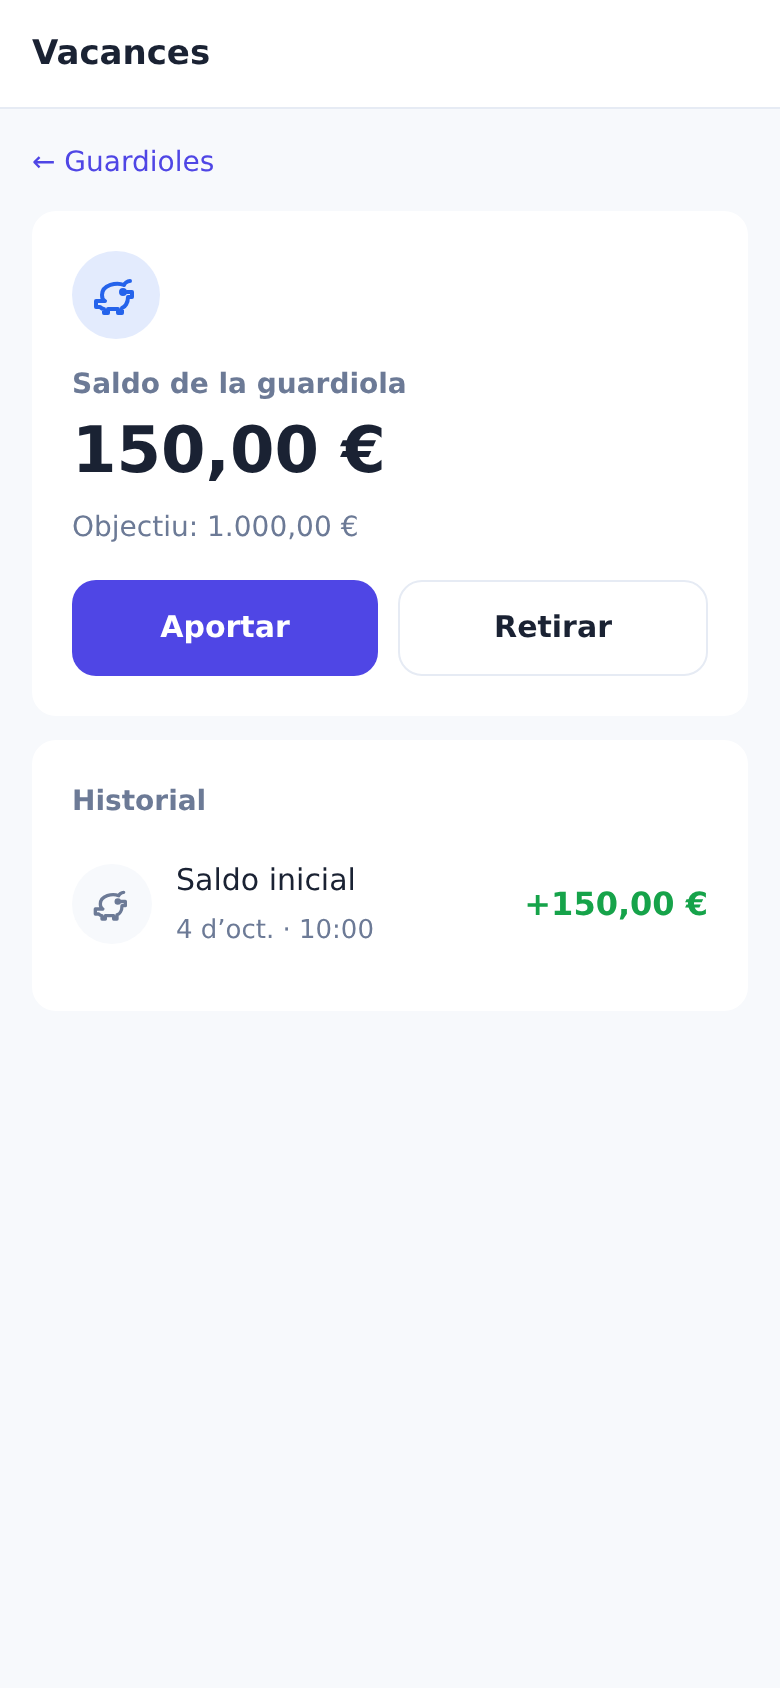 Vacances
← Guardioles
Saldo de la guardiola
150,00 €
Objectiu: 1.000,00 €
Aportar
Retirar
Historial
Saldo inicial
+150,00 €
4 d’oct. · 10:00